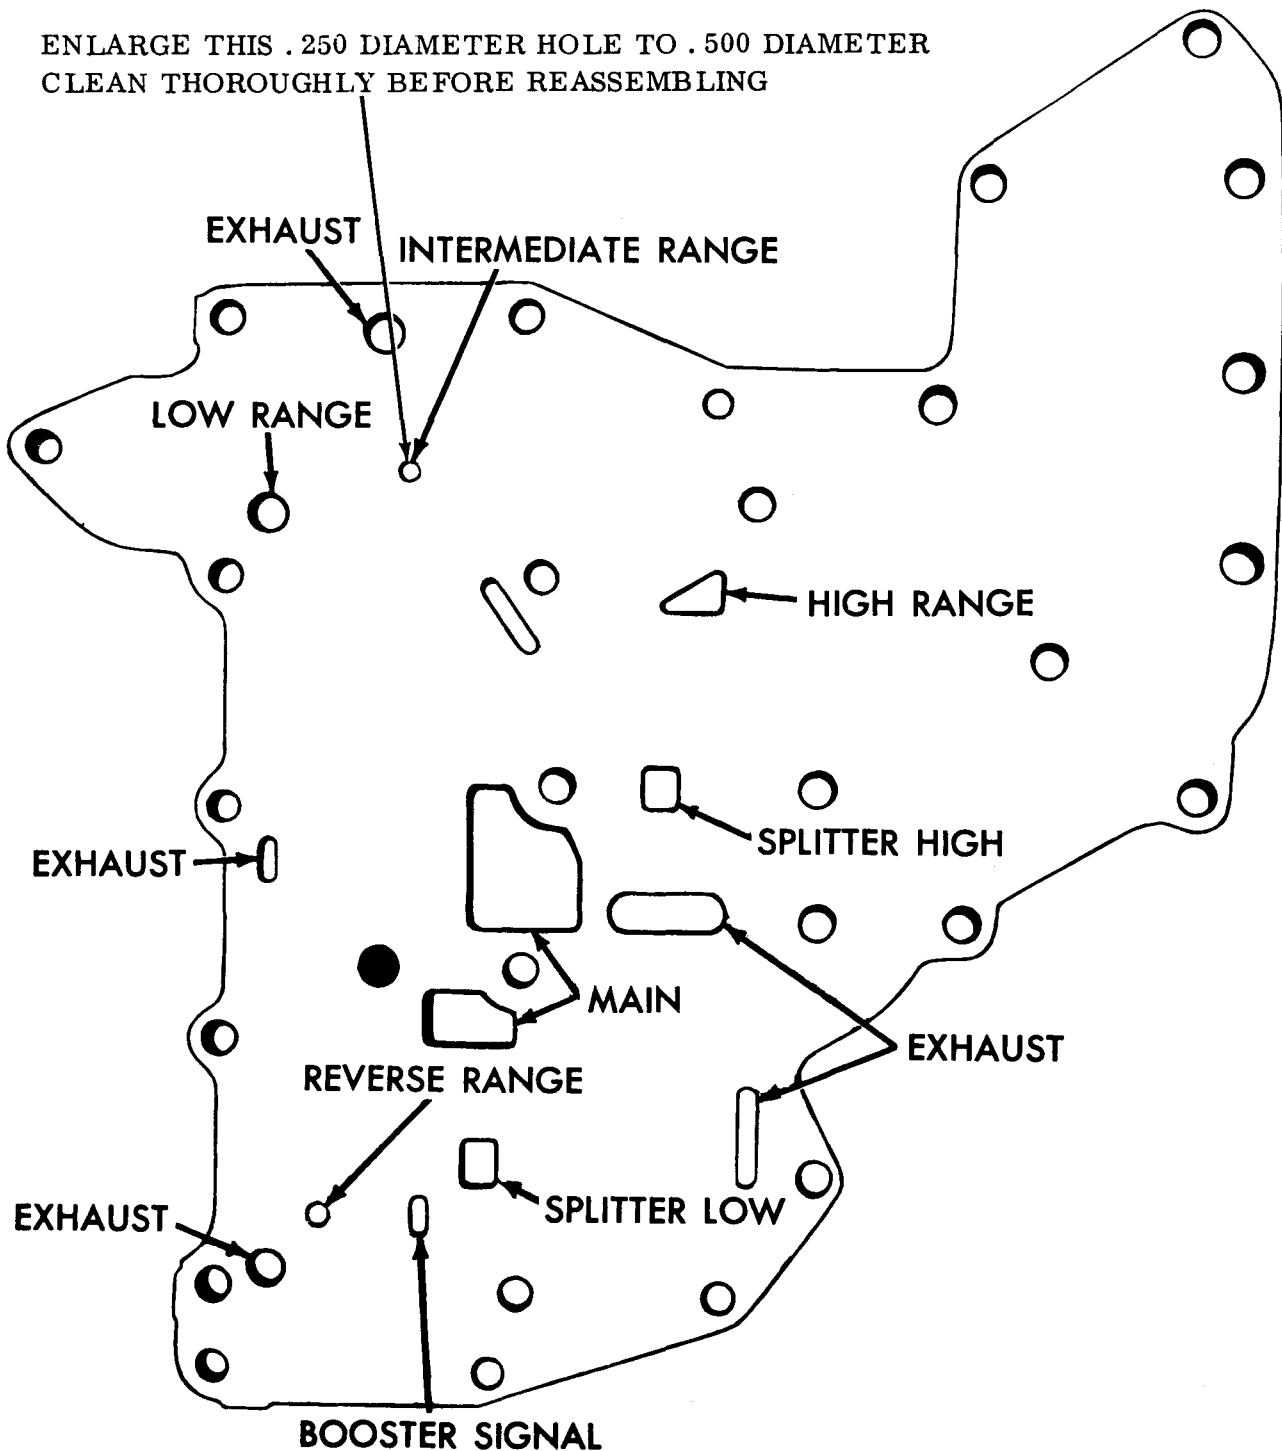 ENLARGE THIS .250 DIAMETER HOLE TO .500 DIAMETER
CLEAN THOROUGHLY BEFORE REASSEMBLING
EXHAUST
INTERMEDIATE RANGE
LOW RANGE
HIGH RANGE
SPLITTER HIGH
EXHAUST
MAIN
EXHAUST
REVERSE RANGE
SPLITTER LOW
EXHAUST
BOOSTER SIGNAL